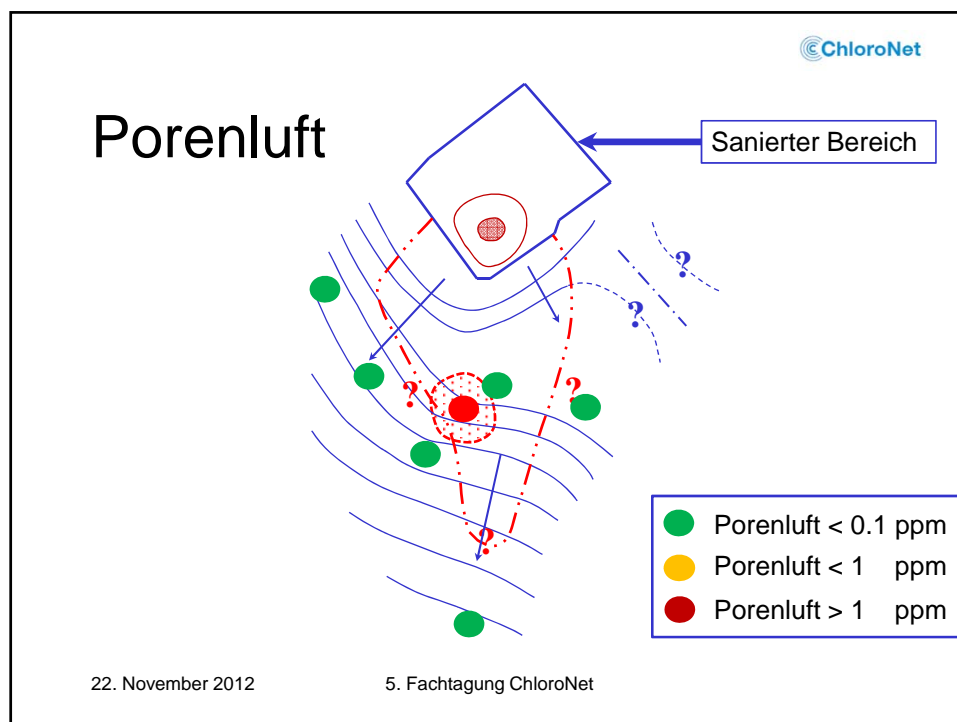 ChloroNet
Porenluft
Sanierter Bereich
?
?
?
?
?
Porenluft < 0.1 ppm
Porenluft < 1 ppm
Porenluft > 1 ppm
22. November 2012
5. Fachtagung ChloroNet